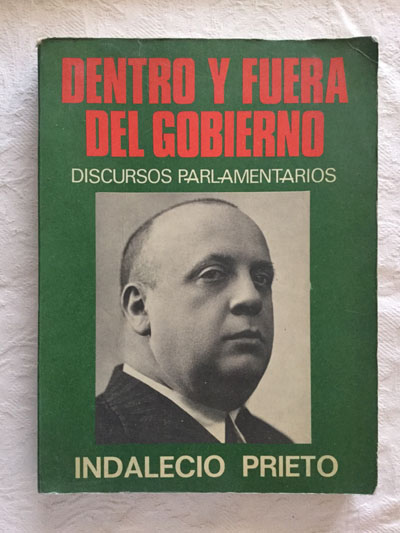 DENTRO Y FUERA
DEL GOBIERNO
DISCURSOS PARLAMENTARIOS
INDALECIO PRIETO